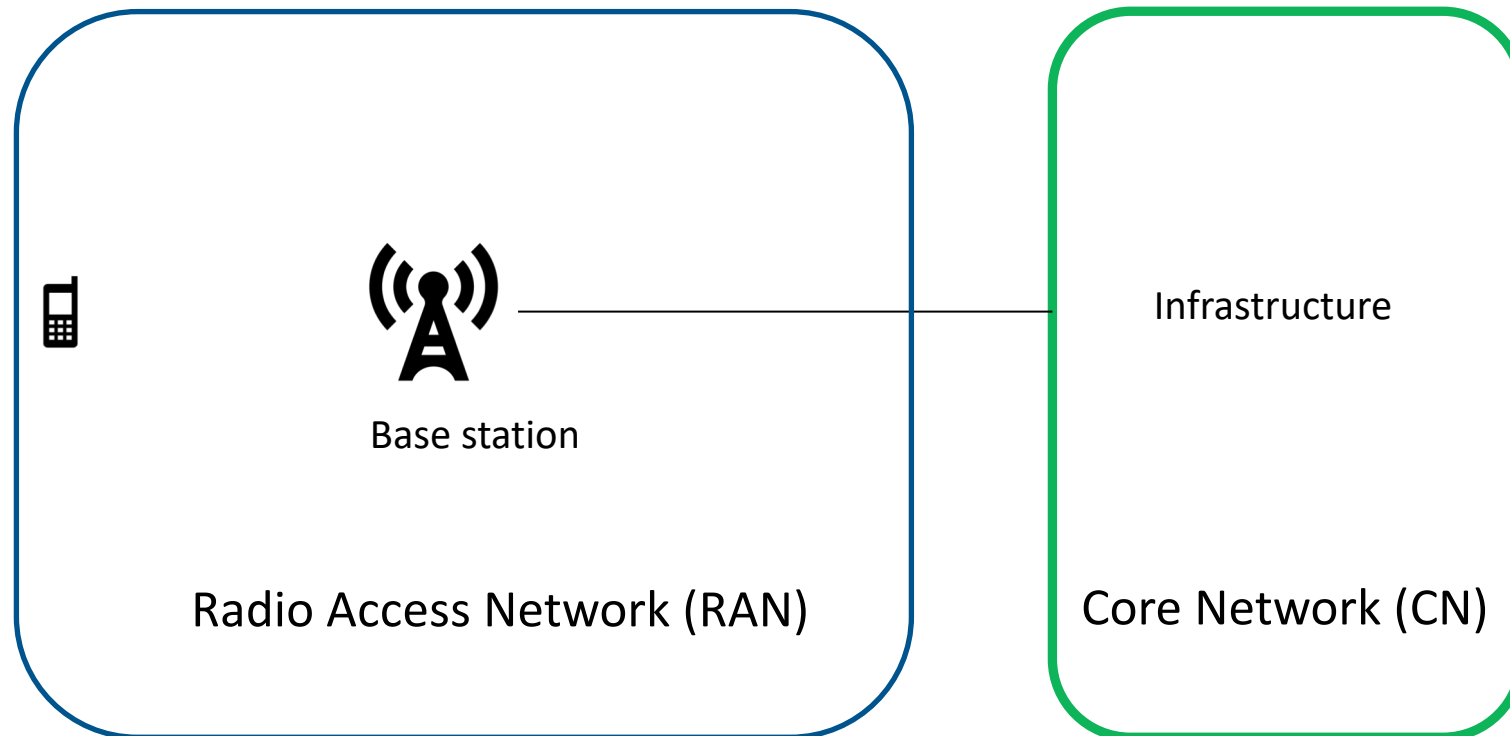 Infrastructure
Base station
Radio Access Network (RAN)
Core Network (CN)